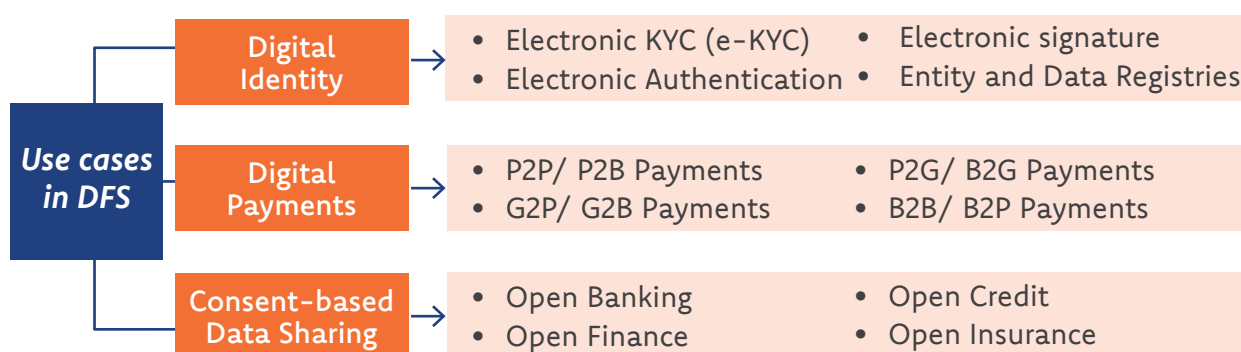 Use cases
in DFS
Digital
Identity
• Electronic KYC (e-KYC)
• Electronic Authentication
• Electronic signature
• Entity and Data Registries
Digital
Payments
• P2P/ P2B Payments
• G2P/ G2B Payments
• P2G/ B2G Payments
• B2B/ B2P Payments
Consent-based
Data Sharing
• Open Banking
• Open Finance
• Open Credit
• Open Insurance